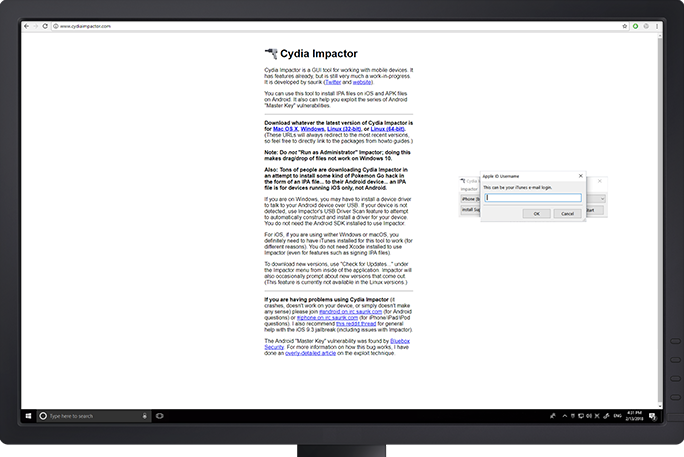 www.cydiaimpactor.com
Cydia Impactor
Cydia Impactor is a GUI tool for working with mobile devices. It
has features already, but is still very much a work-in-progress.
It is developed by saurik (Twitter and website).
You can use this tool to install IPA files on iOS and APK files
on Android. It also can help you exploit the series of Android
"Master Key" vulnerabilities.
Download whatever the latest version of Cydia Impactor is
for Mac OS X, Windows, Linux (32-bit), or Linux (64-bit).
(These URLs will always redirect to the most recent versions,
so feel free to directly link to the packages from howto guides.)
Note: Do not "Run as Administrator" Impactor; doing this
makes drag/drop of files not work on Windows 10.
Also: Tons of people are downloading Cydia Impactor in
an attempt to install some kind of Pokemon Go hack in
the form of an IPA file... to their Android device... an IPA
file is for devices running iOS only, not Android.
If you are on Windows, you may have to install a device driver
to talk to your Android device over USB. If your device is not
detected, use Impactor's USB Driver Scan feature to attempt
to automatically construct and install a driver for your device.
You do not need the Android SDK installed to use Impactor.
For iOS, if you are using wither Windows or macOS, you
definitely need to have iTunes installed for this tool to work (for
different reasons). You do not need Xcode installed to use
Impactor (even for features such as signing IPA files).
To download new versions, use "Check for Updates..." under
the Impactor menu from inside of the application. Impactor will
also occasionally prompt about new versions that come out.
(This feature is currently not available in the Linux versions.)
If you are having problems using Cydia Impactor (it
crashes, doesn't work on your device, or simply doesn't make
any sense) please join #android on irc.saurik.com (for Android
questions) or #iphone on irc.saurik.com (for iPhone/iPad/iPod
questions). I also recommend this reddit thread for general
help with the iOS 9.3 jailbreak (including issues with Impactor).
The Android "Master Key" vulnerability was found by Bluebox
Security. For more information on how this bug works, I have
done an overly-detailed article on the exploit technique.
Apple ID Username
This can be your iTunes e-mail login.
OK Cancel
Impactor
iPhone
Install
Type here to search
ENG
4:31 PM
2/13/2018